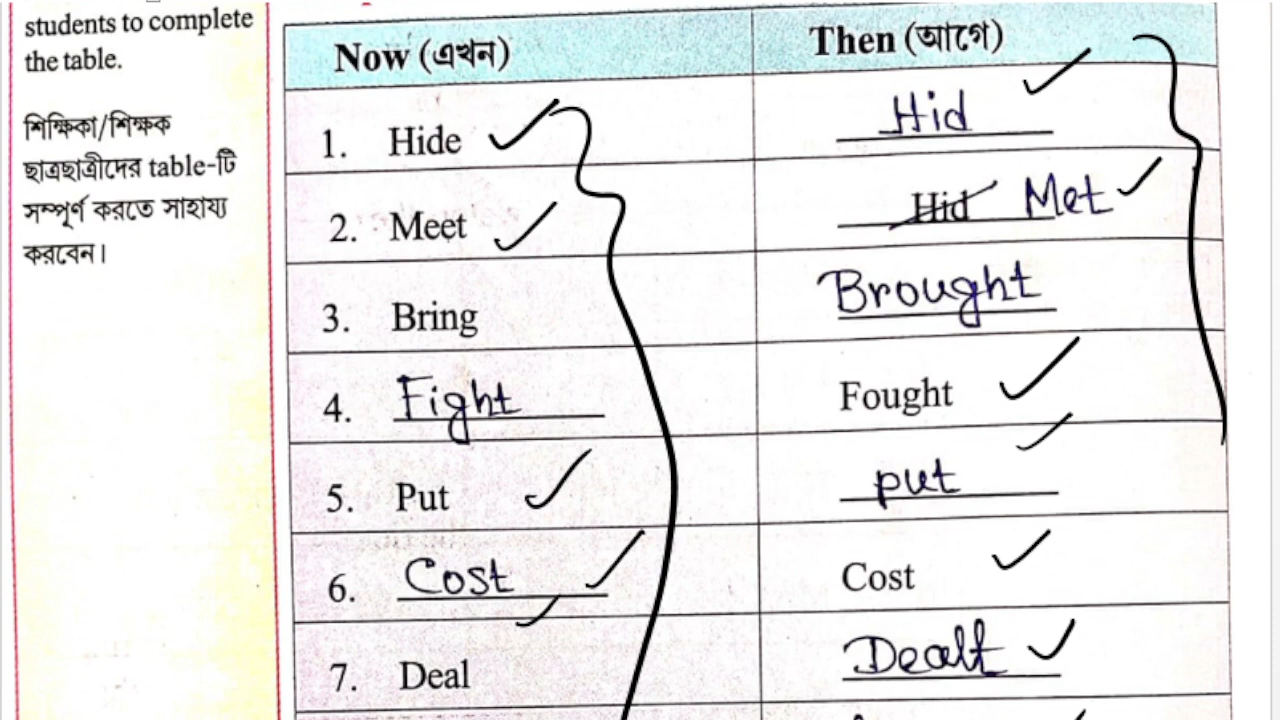 students to complete
the table.
শিক্ষিকা/শিক্ষক
ছাত্রছাত্রীদের table-টি
সম্পূর্ণ করতে সাহায্য
করবেন।
Now (এখন) Then (আগে)
1. Hide Hid
2. Meet Hid Met
3. Bring Brought
4. Fight Fought
5. Put put
6. Cost Cost
7. Deal Dealt